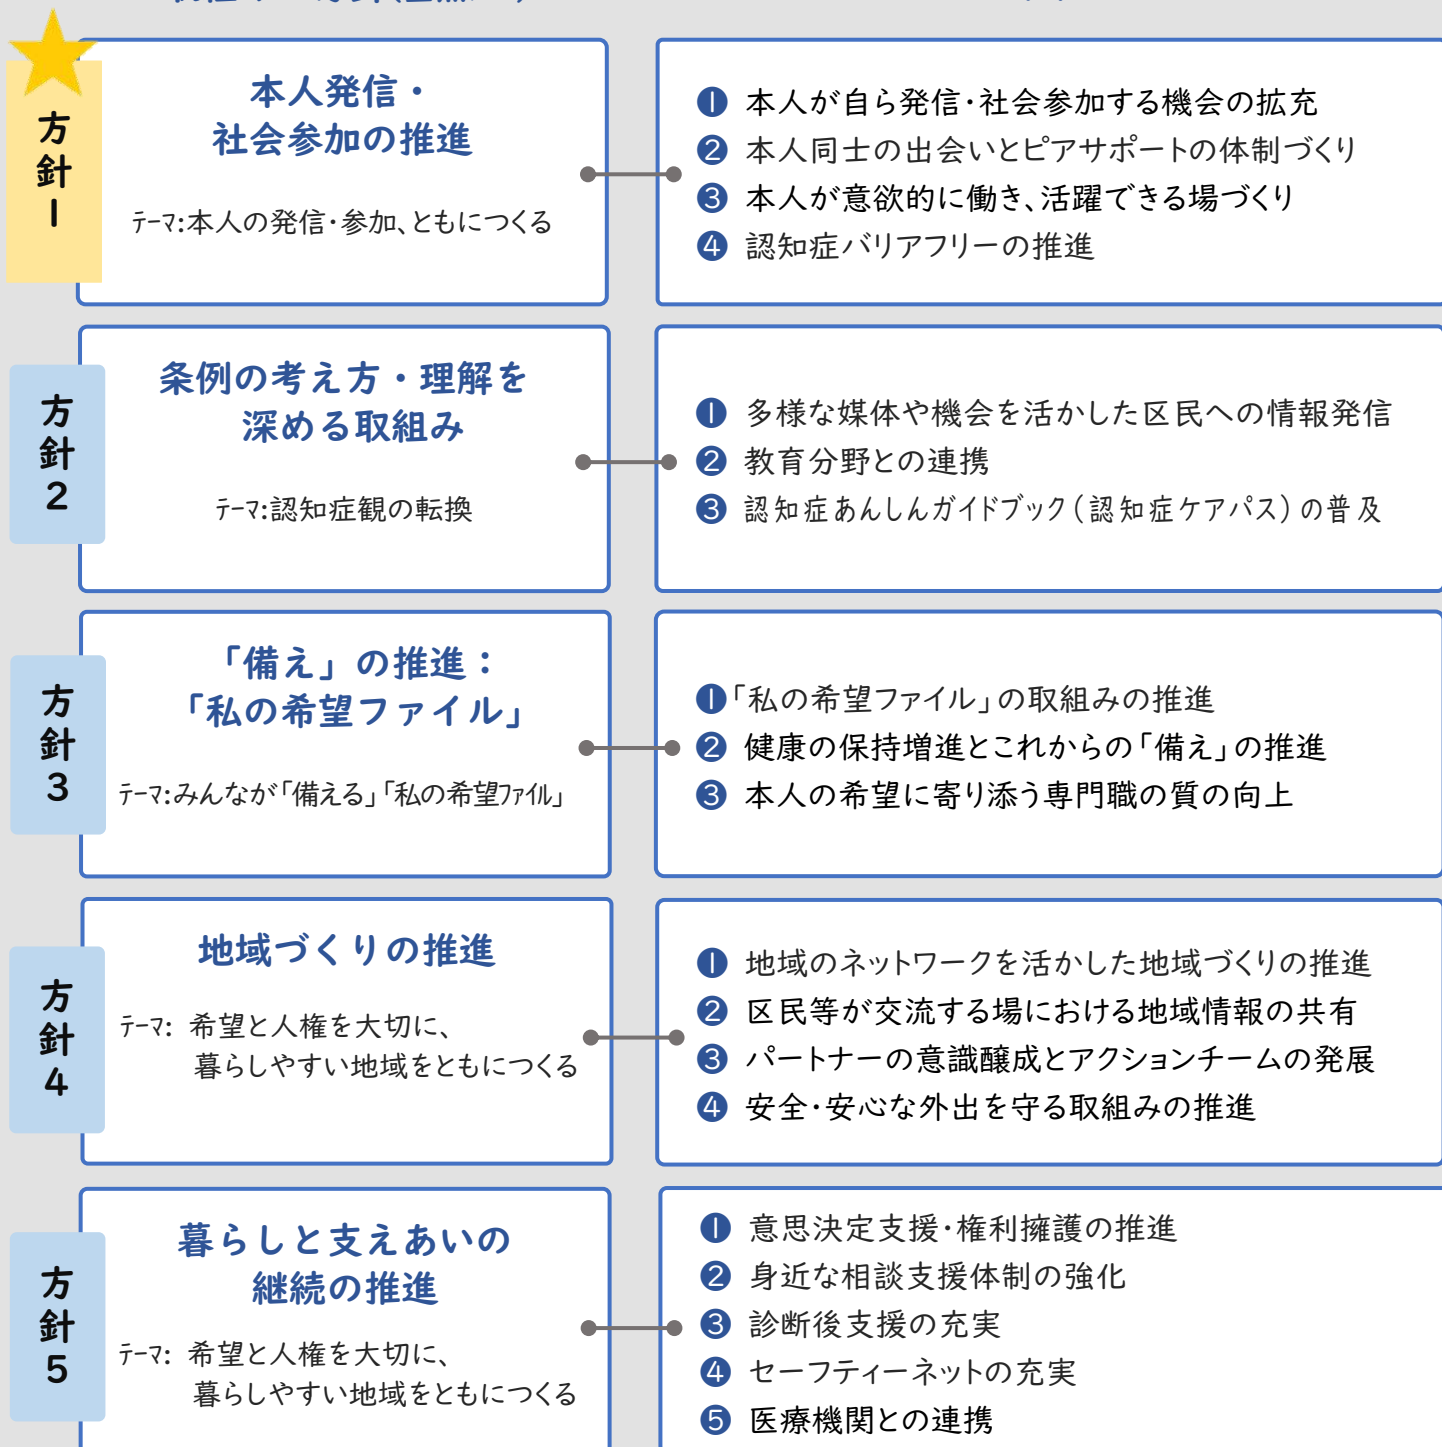 方針1
本人発信・
社会参加の推進
テーマ:本人の発信・参加、ともにつくる
❶ 本人が自ら発信・社会参加する機会の拡充
❷ 本人同士の出会いとピアサポートの体制づくり
❸ 本人が意欲的に働き、活躍できる場づくり
❹ 認知症バリアフリーの推進
方針2
条例の考え方・理解を
深める取組み
テーマ:認知症観の転換
❶ 多様な媒体や機会を活かした区民への情報発信
❷ 教育分野との連携
❸ 認知症あんしんガイドブック(認知症ケアパス)の普及
方針3
「備え」の推進:
「私の希望ファイル」
テーマ:みんなが「備える」「私の希望ファイル」
❶「私の希望ファイル」の取組みの推進
❷ 健康の保持増進とこれからの「備え」の推進
❸ 本人の希望に寄り添う専門職の質の向上
方針4
地域づくりの推進
テーマ: 希望と人権を大切に、
暮らしやすい地域をともにつくる
❶ 地域のネットワークを活かした地域づくりの推進
❷ 区民等が交流する場における地域情報の共有
❸ パートナーの意識醸成とアクションチームの発展
❹ 安全・安心な外出を守る取組みの推進
方針5
暮らしと支えあいの
継続の推進
テーマ: 希望と人権を大切に、
暮らしやすい地域をともにつくる
❶ 意思決定支援・権利擁護の推進
❷ 身近な相談支援体制の強化
❸ 診断後支援の充実
❹ セーフティーネットの充実
❺ 医療機関との連携